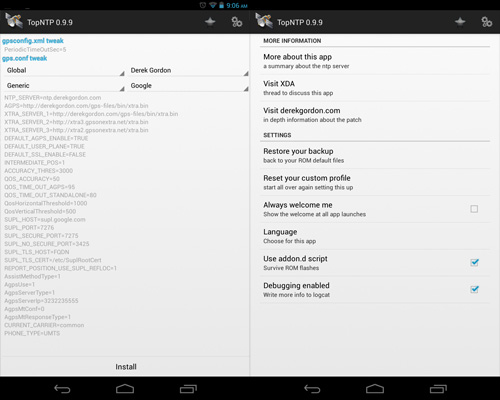 9:06 AM
TopNTP 0.9.9
gpsconfig.xml tweak
PeriodicTimeOutSec=5
gps.conf tweak
Global
Derek Gordon
Generic
Google
NTP_SERVER=ntp.derekgordon.com
AGPS=http://derekgordon.com/gps-files/bin/xtra.bin
XTRA_SERVER_1=http://derekgordon.com/gps-files/bin/xtra.bin
XTRA_SERVER_2=http://xtra3.gpsonextra.net/xtra.bin
XTRA_SERVER_3=http://xtra2.gpsonextra.net/xtra.bin
DEFAULT_AGPS_ENABLE=TRUE
DEFAULT_USER_PLANE=TRUE
DEFAULT_SSL_ENABLE=FALSE
INTERMEDIATE_POS=1
ACCURACY_THRES=3000
QOS_ACCURACY=50
QOS_TIME_OUT_AGPS=95
QOS_TIME_OUT_STANDALONE=80
QosHorizontalThreshold=1000
QosVerticalThreshold=500
SUPL_HOST=supl.google.com
SUPL_PORT=7276
SUPL_SECURE_PORT=7275
SUPL_NO_SECURE_PORT=3425
SUPL_TLS_HOST=FQDN
SUPL_TLS_CERT=/etc/SuplRootCert
REPORT_POSITION_USE_SUPL_REFLOC=1
AssistMethodType=1
AgpsUse=1
AgpsServerType=1
AgpsServerIp=3232235555
AgpsMtConf=0
AgpsMtResponseType=1
CURRENT_CARRIER=common
PHONE_TYPE=UMTS
Install
TopNTP 0.9.9
MORE INFORMATION
More about this app
a summary about the ntp server
Visit XDA
thread to discuss this app
Visit derekgordon.com
in depth information about the patch
SETTINGS
Restore your backup
back to your ROM default files
Reset your custom profile
start all over again setting this up
Always welcome me
Show the welcome at all app launches
Language
Choose for this app
Use addon.d script
Survive ROM flashes
Debugging enabled
Write more info to logcat